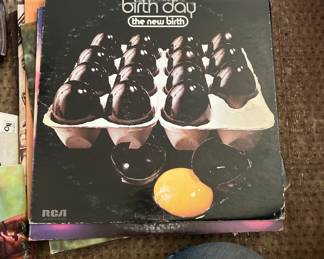 birth day
the new birth
RCA